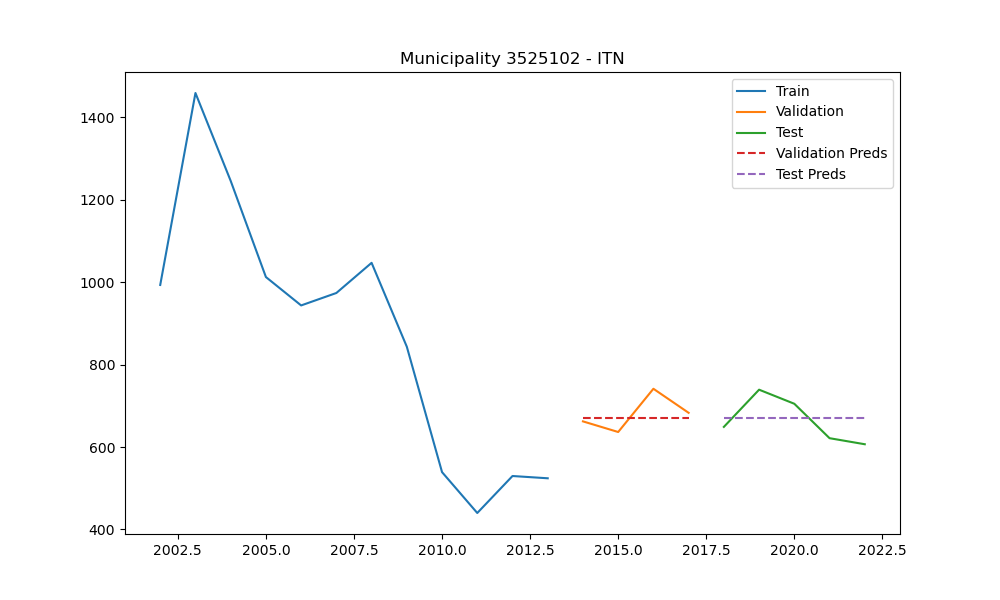 Municipality 3525102 - ITN
Train
Validation
Test
Validation Preds
Test Preds
1400
1200
1000
800
600
400
2002.5 2005.0 2007.5 2010.0 2012.5 2015.0 2017.5 2020.0 2022.5